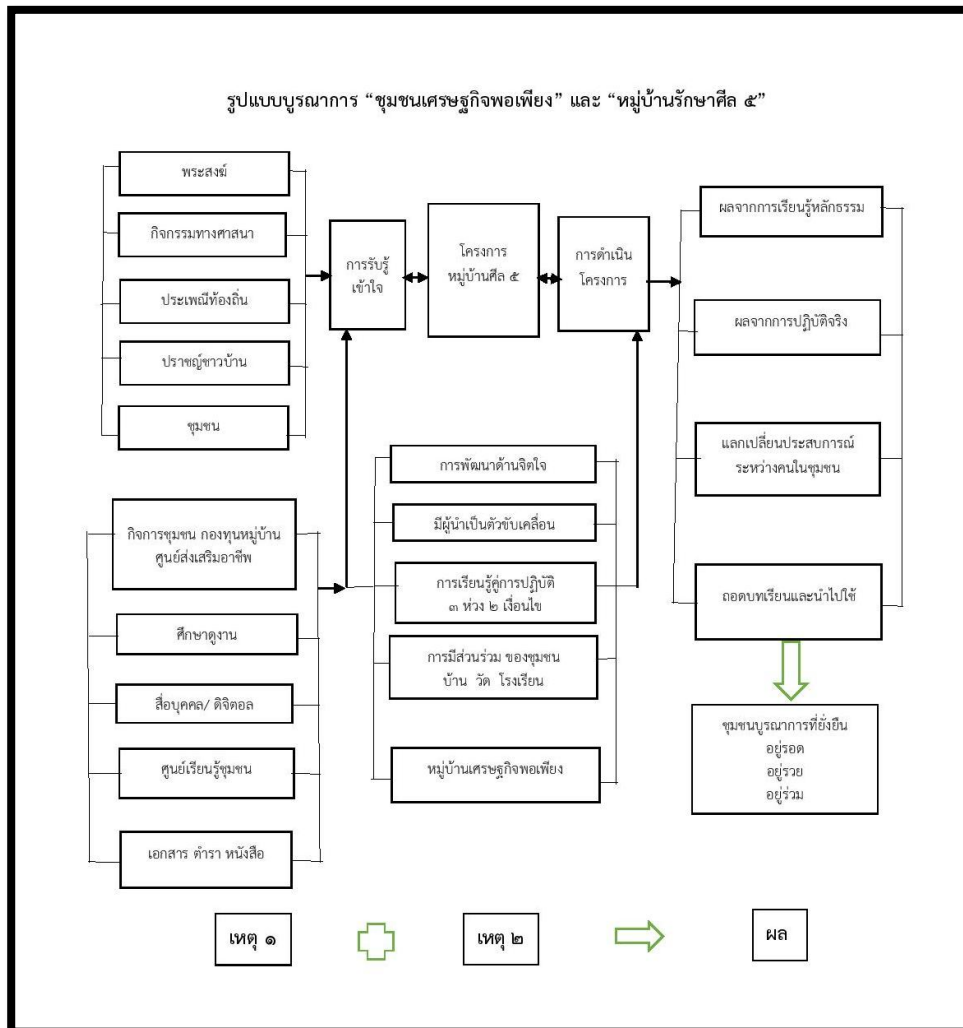 รูปแบบบูรณาการ “ชุมชนเศรษฐกิจพอเพียง” และ “หมู่บ้านรักษาศีล ๕”
พระสงฆ์
กิจกรรมทางศาสนา
ประเพณีท้องถิ่น
ปราชญ์ชาวบ้าน
ชุมชน
การรับรู้
เข้าใจ
โครงการ
หมู่บ้านศีล ๕
การดำเนิน
โครงการ
ผลจากการเรียนรู้หลักธรรม
ผลจากการปฏิบัติจริง
แลกเปลี่ยนประสบการณ์
ระหว่างคนในชุมชน
ถอดบทเรียนและนำไปใช้
กิจการชุมชน กองทุนหมู่บ้าน
ศูนย์ส่งเสริมอาชีพ
ศึกษาดูงาน
สื่อบุคคล/ ดิจิตอล
ศูนย์เรียนรู้ชุมชน
เอกสาร ตำรา หนังสือ
การพัฒนาด้านจิตใจ
มีผู้นำเป็นตัวขับเคลื่อน
การเรียนรู้คู่การปฏิบัติ
๓ ห่วง ๒ เงื่อนไข
การมีส่วนร่วม ของชุมชน
บ้าน วัด โรงเรียน
หมู่บ้านเศรษฐกิจพอเพียง
ชุมชนบูรณาการที่ยั่งยืน
อยู่รอด
อยู่รวย
อยู่ร่วม
เหตุ ๑
เหตุ ๒
ผล